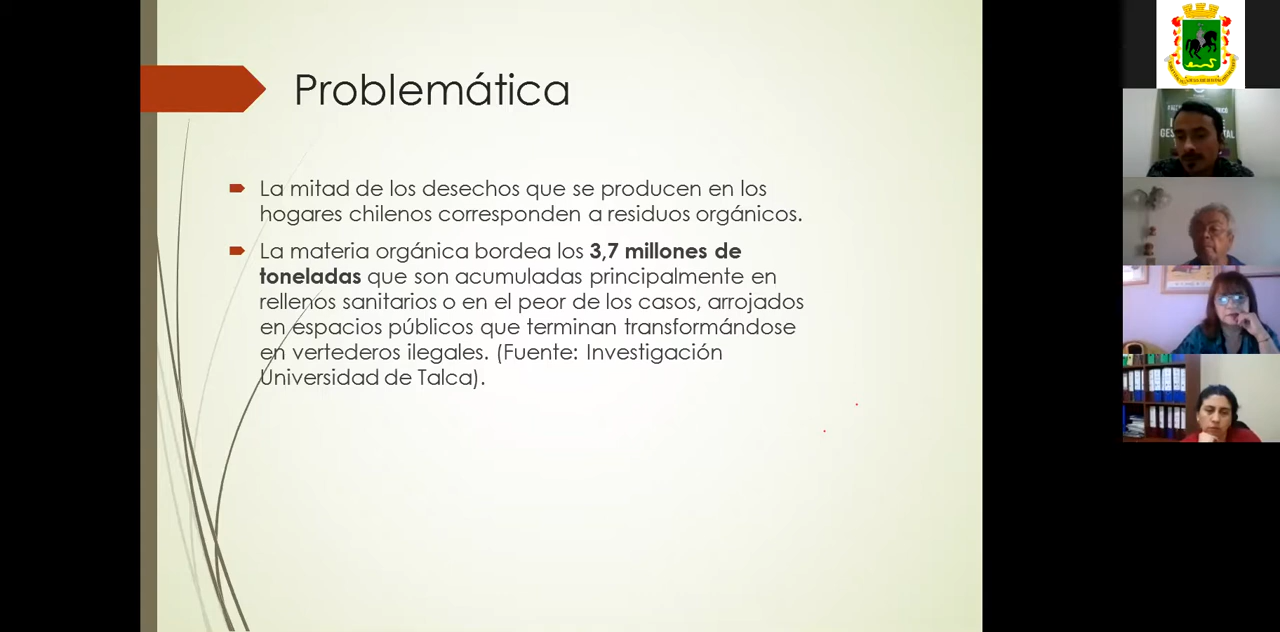 Problemática
La mitad de los desechos que se producen en los
hogares chilenos corresponden a residuos orgánicos.
La materia orgánica bordea los 3,7 millones de
toneladas que son acumuladas principalmente en
rellenos sanitarios o en el peor de los casos, arrojados
en espacios públicos que terminan transformándose
en vertederos ilegales. (Fuente: Investigación
Universidad de Talca).